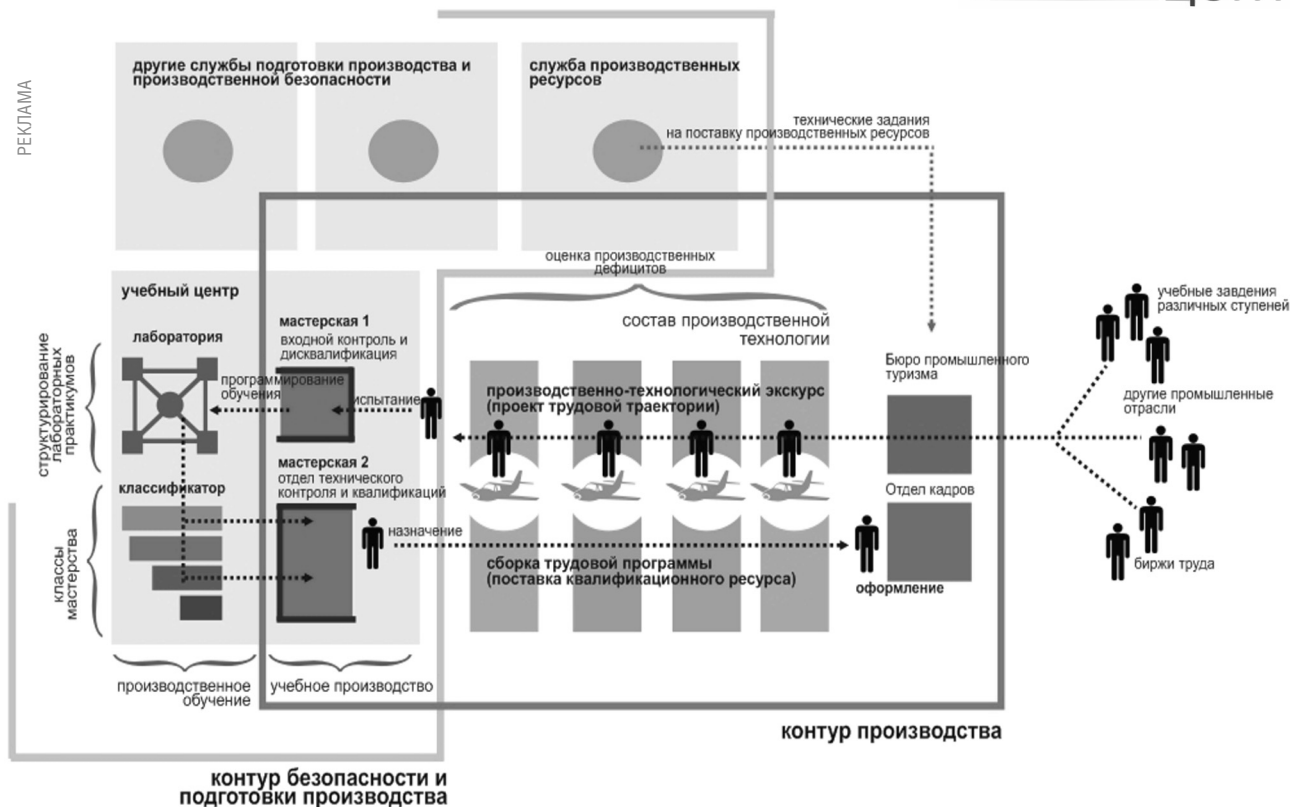 РЕКЛАМА
другие службы подготовки производства и
производственной безопасности
служба производственных
ресурсов
технические задания
на поставку производственных ресурсов
оценка производственных
дефицитов
учебный центр
лаборатория
мастерская 1
входной контроль и
дисквалификация
состав производственной
технологии
учебные завдения
различных ступеней
структурирование
лабораторных
практикумов
программирование
обучения
испытание
производственно-технологический экскурс
(проект трудовой траектории)
Бюро промышленного
туризма
другие промышленные
отрасли
мастерская 2
отдел технического
контроля и квалификаций
классификатор
Отдел кадров
классы
мастерства
назначение
сборка трудовой программы
(поставка квалификационного ресурса)
оформление
биржи труда
производственное
обучение
учебное производство
контур производства
контур безопасности и
подготовки производства